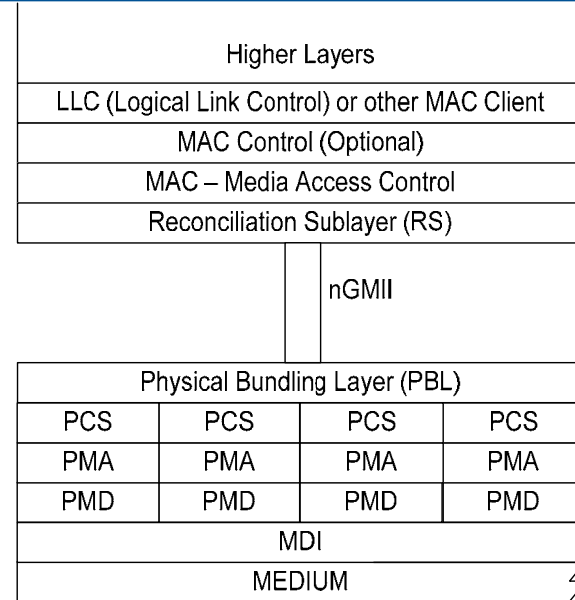 Higher Layers
LLC (Logical Link Control) or other MAC Client
MAC Control (Optional)
MAC – Media Access Control
Reconciliation Sublayer (RS)
nGMII
Physical Bundling Layer (PBL)
PCS PCS PCS PCS
PMA PMA PMA PMA
PMD PMD PMD PMD
MDI
MEDIUM